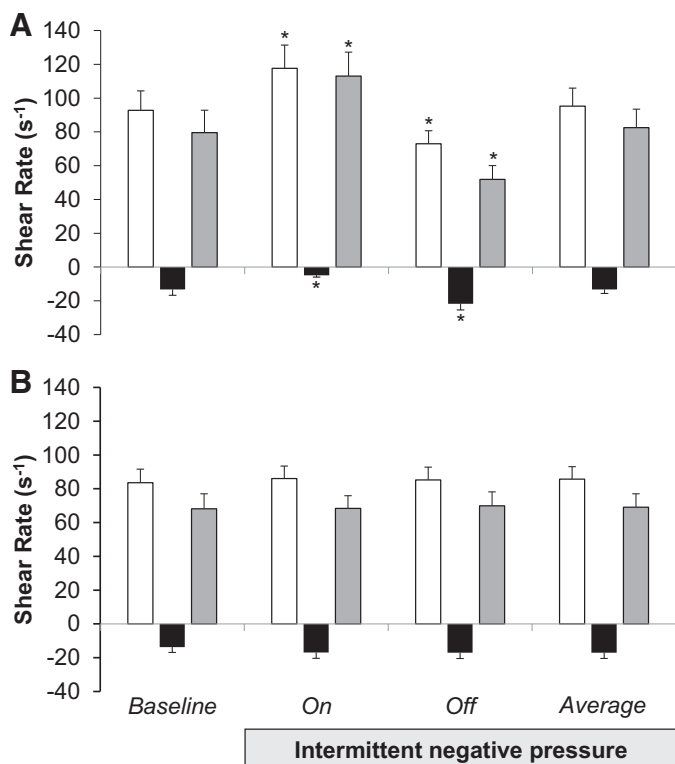 A
140
120
100
80
60
40
20
0
-20
-40
Shear Rate (s⁻¹)
* * * * * *
B
140
120
100
80
60
40
20
0
-20
-40
Shear Rate (s⁻¹)
Baseline On Off Average
Intermittent negative pressure